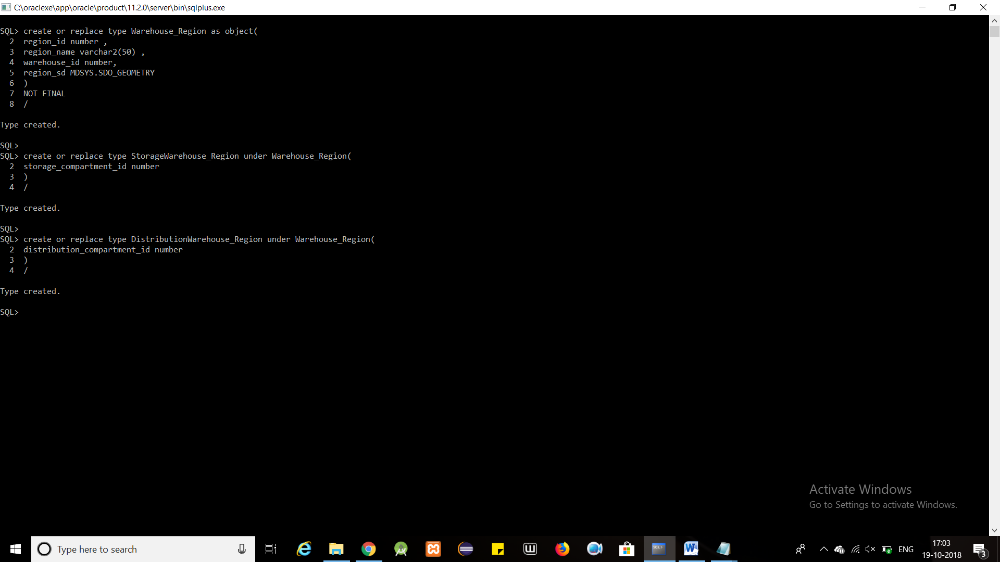 C:\oraclexe\app\oracle\product\11.2.0\server\bin\sqlplus.exe
SQL> create or replace type Warehouse_Region as object(
  2  region_id number ,
  3  region_name varchar2(50) ,
  4  warehouse_id number,
  5  region_sd MDSYS.SDO_GEOMETRY
  6  )
  7  NOT FINAL
  8  /
Type created.
SQL>
SQL> create or replace type StorageWarehouse_Region under Warehouse_Region(
  2  storage_compartment_id number
  3  )
  4  /
Type created.
SQL>
SQL> create or replace type DistributionWarehouse_Region under Warehouse_Region(
  2  distribution_compartment_id number
  3  )
  4  /
Type created.
SQL>
Activate Windows
Go to Settings to activate Windows.
Type here to search
SQL>
ENG
17:03
19-10-2018
3